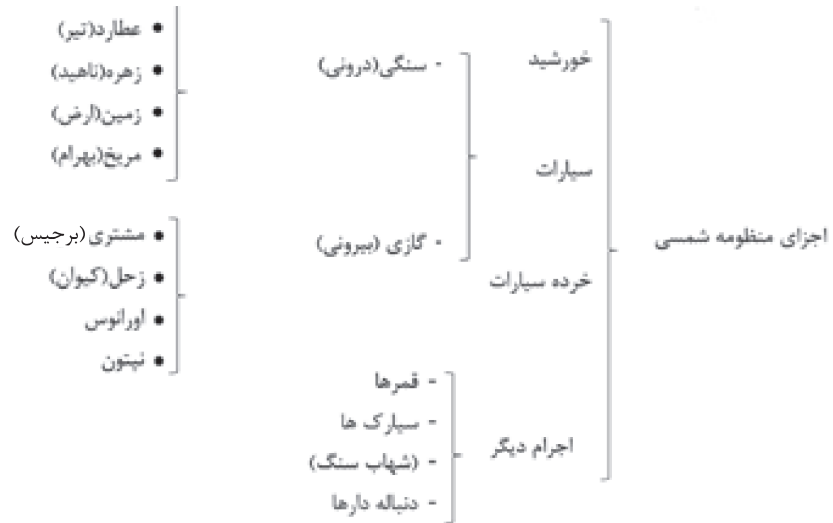 اجزای منظومه شمسی
خورشید
سیارات
خرده سیارات
اجرام دیگر
- سنگی(درونی)
- گازی (بیرونی)
• عطارد(تیر)
• زهره(ناهید)
• زمین(ارض)
• مریخ(بهرام)
• مشتری(برجیس)
• زحل(کیوان)
• اورانوس
• نپتون
- قمرها
- سیارک ها
- (شهاب سنگ)
- دنباله دارها